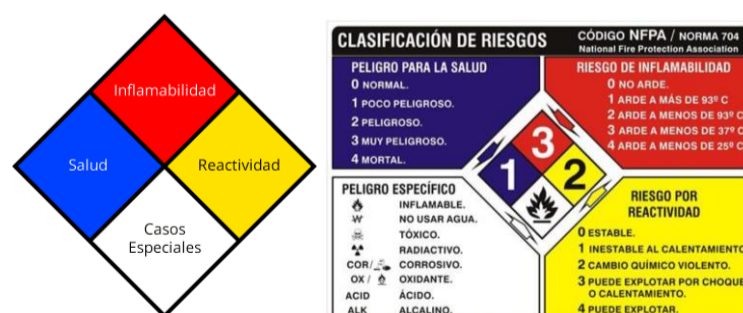 Inflamabilidad
Salud
Reactividad
Casos
Especiales
CLASIFICACIÓN DE RIESGOS
CÓDIGO NFPA / NORMA 704
National Fire Protection Association
PELIGRO PARA LA SALUD
0 NORMAL.
1 POCO PELIGROSO.
2 PELIGROSO.
3 MUY PELIGROSO.
4 MORTAL.
RIESGO DE INFLAMABILIDAD
0 NO ARDE.
1 ARDE A MÁS DE 93º C
2 ARDE A MENOS DE 93º C
3 ARDE A MENOS DE 37º C
4 ARDE A MENOS DE 25º C
3
1
2
PELIGRO ESPECÍFICO
INFLAMABLE.
W NO USAR AGUA.
TÓXICO.
RADIACTIVO.
COR/ CORROSIVO.
OX / OXIDANTE.
ACID ÁCIDO.
ALK ALCALINO.
RIESGO POR
REACTIVIDAD
0 ESTABLE.
1 INESTABLE AL CALENTAMIENTO
2 CAMBIO QUÍMICO VIOLENTO.
3 PUEDE EXPLOTAR POR CHOQUE
O CALENTAMIENTO.
4 PUEDE EXPLOTAR.